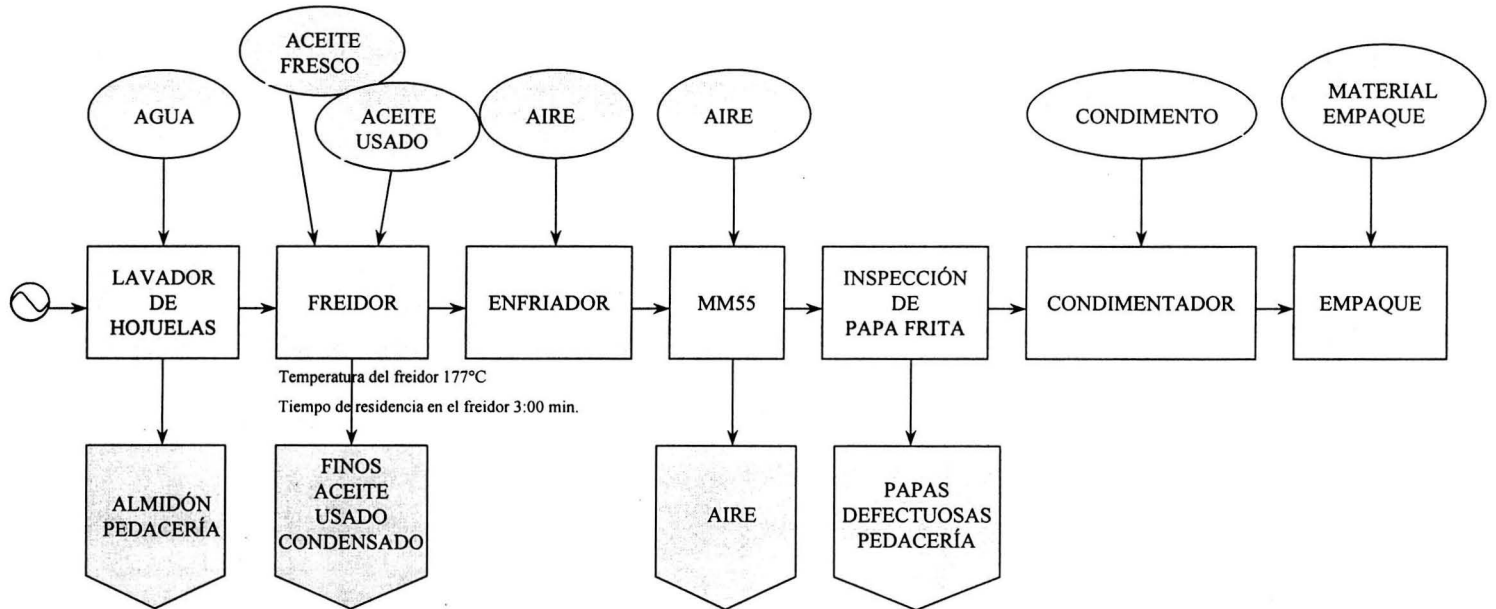 ACEITE
FRESCO
AGUA
ACEITE
USADO
AIRE
AIRE
CONDIMENTO
MATERIAL
EMPAQUE
LAVADOR
DE
HOJUELAS
FREIDOR
ENFRIADOR
MM55
INSPECCIÓN
DE
PAPA FRITA
CONDIMENTADOR
EMPAQUE
Temperatura del freidor 177°C
Tiempo de residencia en el freidor 3:00 min.
ALMIDÓN
PEDACERÍA
FINOS
ACEITE
USADO
CONDENSADO
AIRE
PAPAS
DEFECTUOSAS
PEDACERÍA